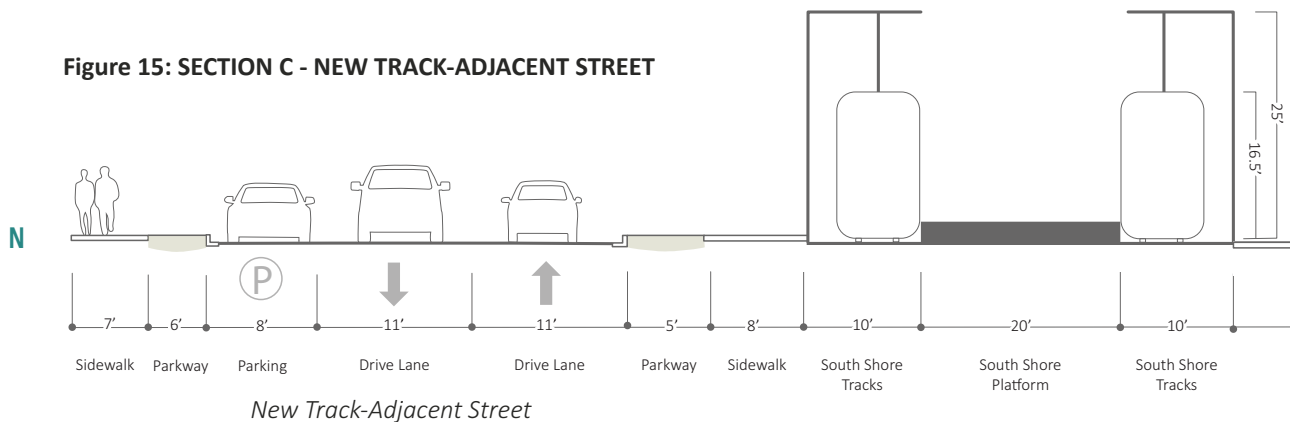 Figure 15: SECTION C - NEW TRACK-ADJACENT STREET
25’
16.5’
N
P
7’ 6’ 8’ 11’ 11’ 5’ 8’ 10’ 20’ 10’
Sidewalk Parkway Parking Drive Lane Drive Lane Parkway Sidewalk South Shore Tracks South Shore Platform South Shore Tracks
New Track-Adjacent Street